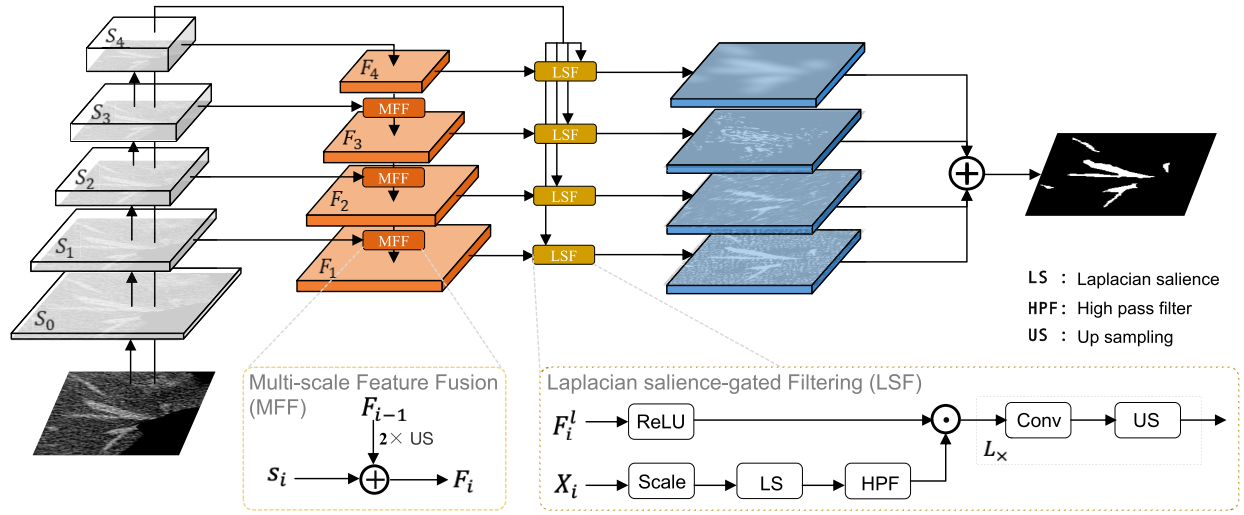 S₄
S₃
S₂
S₁
S₀
F₄
MFF
F₃
MFF
F₂
MFF
F₁
LSF
LSF
LSF
LSF
LS : Laplacian salience
HPF: High pass filter
US : Up sampling
Multi-scale Feature Fusion
(MFF)
Fᵢ₋₁
2× US
sᵢ
Fᵢ
Laplacian salience-gated Filtering (LSF)
Fᵢˡ ReLU Conv US
L×
Xᵢ Scale LS HPF